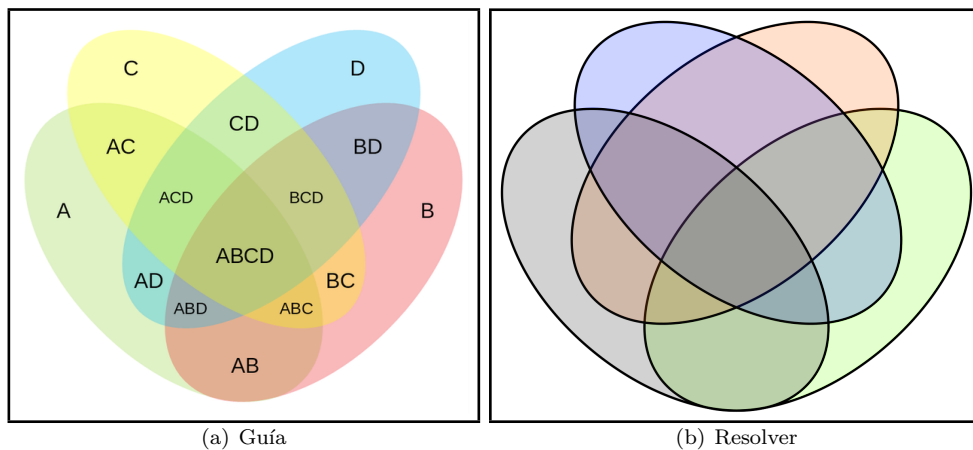 C
D
CD
AC
BD
ACD
BCD
A
B
ABCD
AD
BC
ABD
ABC
AB
(a) Guía
(b) Resolver